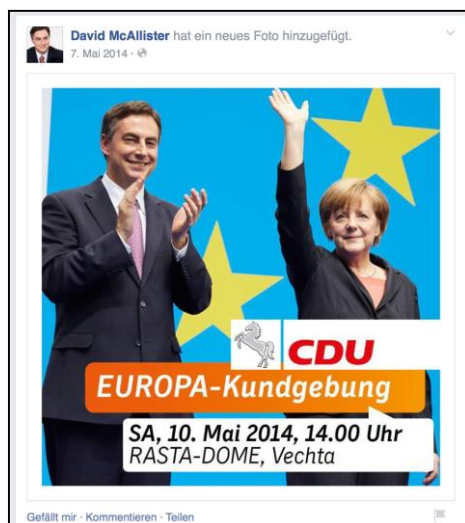 David McAllister hat ein neues Foto hinzugefügt.
7. Mai 2014 ·
CDU
EUROPA-Kundgebung
SA, 10. Mai 2014, 14.00 Uhr
RASTA-DOME, Vechta
Gefällt mir · Kommentieren · Teilen